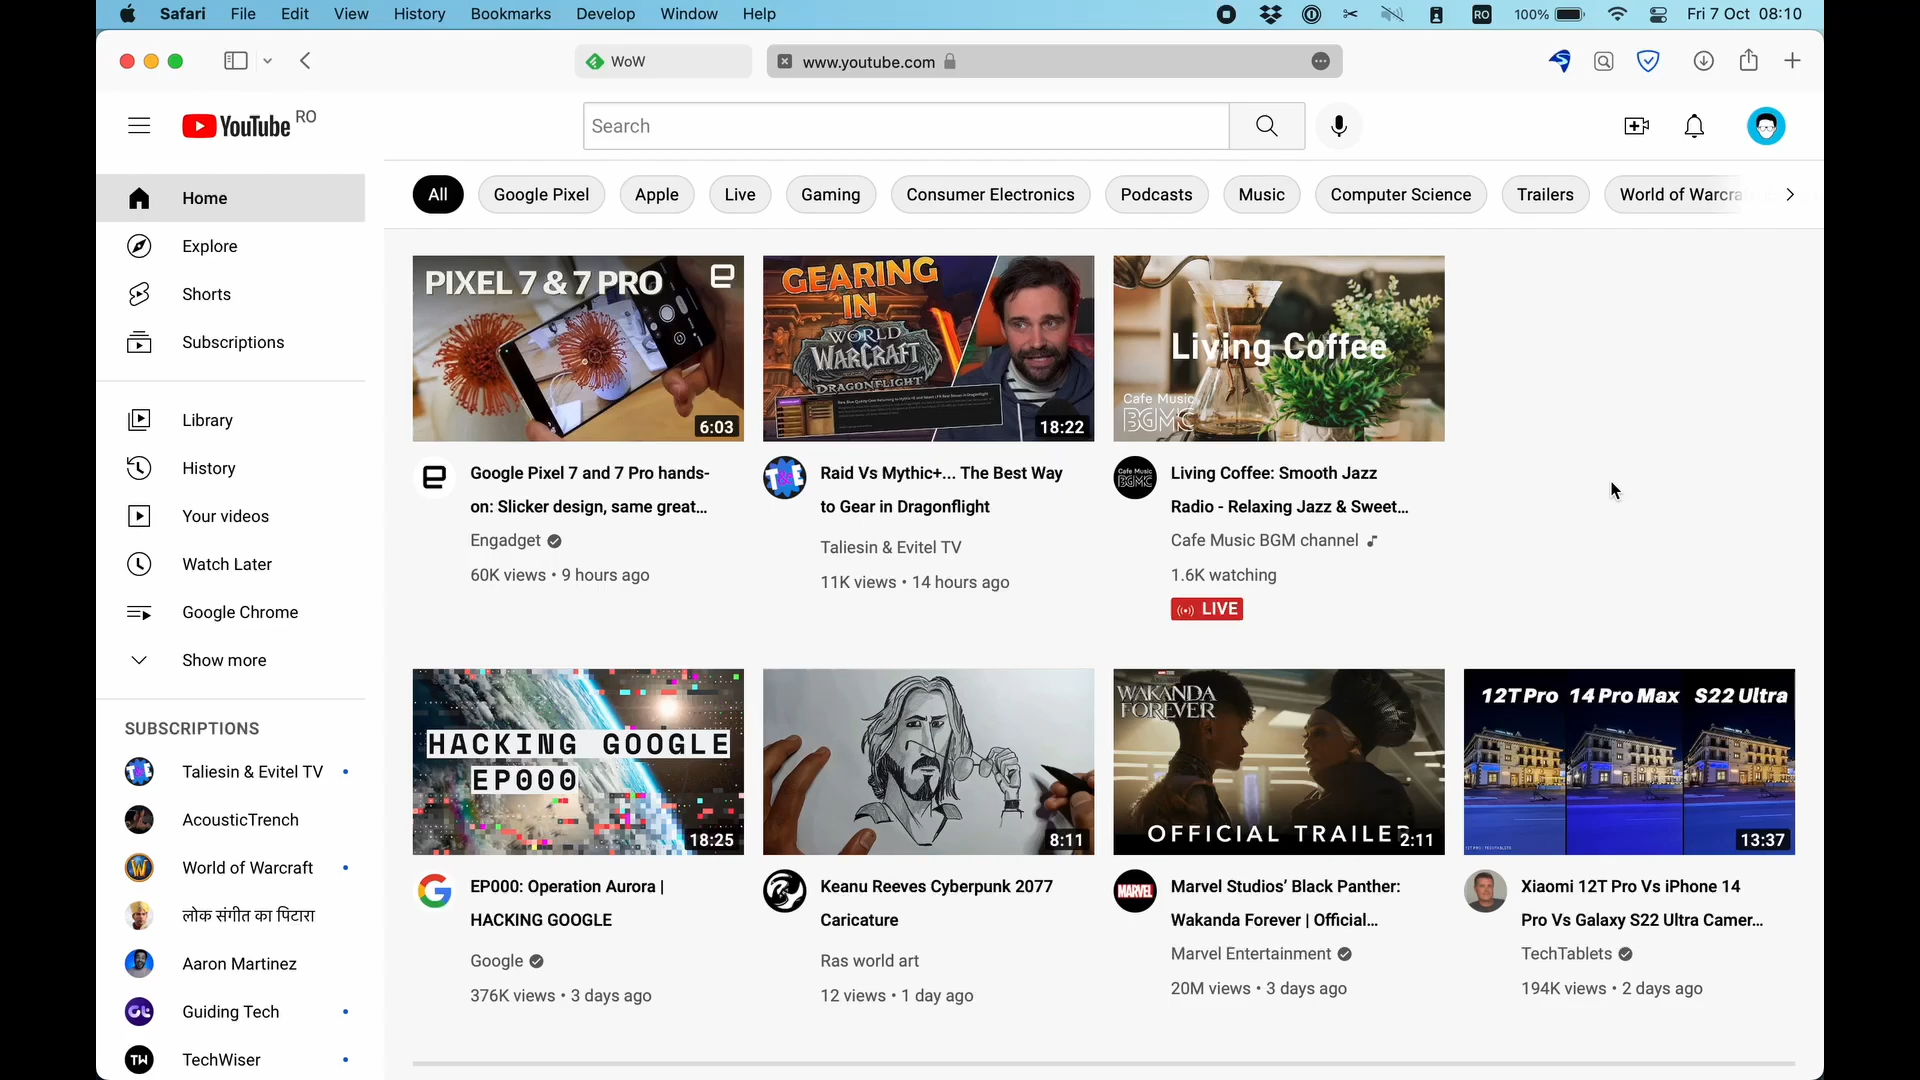 Safari File Edit View History Bookmarks Develop Window Help RO 100% Fri 7 Oct 08:10
WoW www.youtube.com
YouTube RO Search
Home
Explore
Shorts
Subscriptions
Library
History
Your videos
Watch Later
Google Chrome
Show more
SUBSCRIPTIONS
Taliesin & Evitel TV
AcousticTrench
World of Warcraft
लोक संगीत का पिटारा
Aaron Martinez
Guiding Tech
TechWiser
All Google Pixel Apple Live Gaming Consumer Electronics Podcasts Music Computer Science Trailers World of Warcra
PIXEL 7 & 7 PRO
6:03
Google Pixel 7 and 7 Pro hands-
on: Slicker design, same great...
Engadget
60K views • 9 hours ago
GEARING
IN
WORLD
WARCRAFT
DRAGONFLIGHT
18:22
T&E
Raid Vs Mythic+... The Best Way
to Gear in Dragonflight
Taliesin & Evitel TV
11K views • 14 hours ago
Living Coffee
Cafe Music
BGMC
Cafe Music
BGMC
Living Coffee: Smooth Jazz
Radio - Relaxing Jazz & Sweet...
Cafe Music BGM channel
1.6K watching
LIVE
HACKING GOOGLE
EP000
18:25
EP000: Operation Aurora |
HACKING GOOGLE
Google
376K views • 3 days ago
8:11
Keanu Reeves Cyberpunk 2077
Caricature
Ras world art
12 views • 1 day ago
WAKANDA
FOREVER
OFFICIAL TRAILER
2:11
MARVEL
Marvel Studios' Black Panther:
Wakanda Forever | Official...
Marvel Entertainment
20M views • 3 days ago
12T Pro 14 Pro Max S22 Ultra
13:37
Xiaomi 12T Pro Vs iPhone 14
Pro Vs Galaxy S22 Ultra Camer...
TechTablets
194K views • 2 days ago